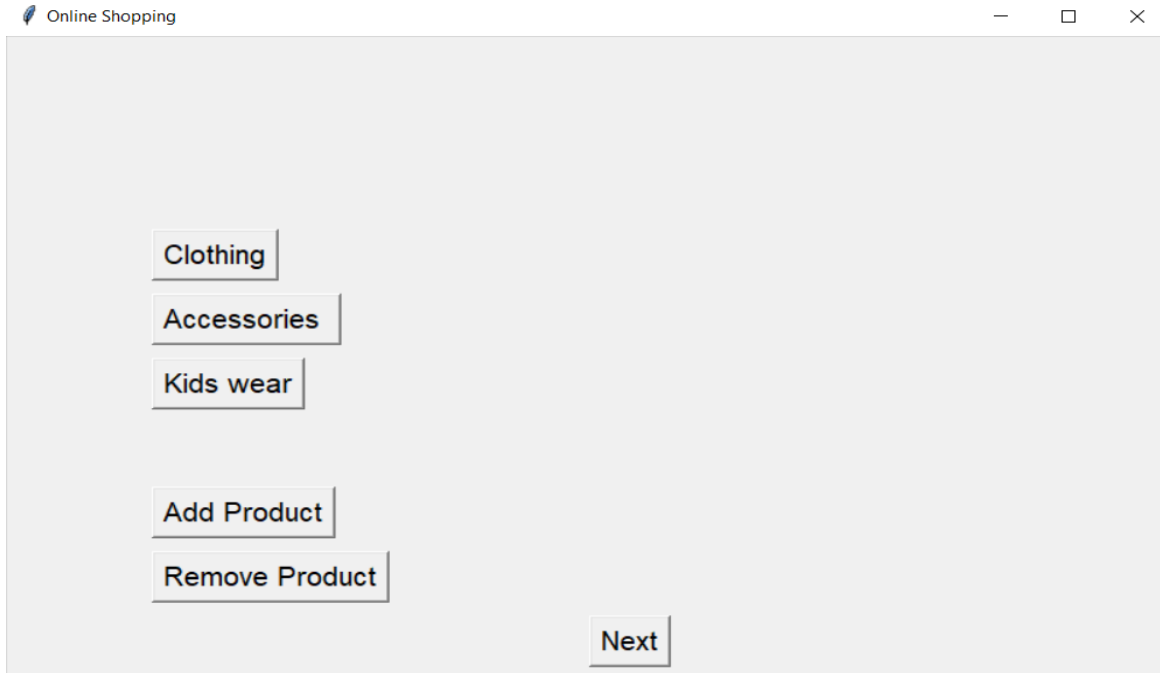 Online Shopping
Clothing
Accessories
Kids wear
Add Product
Remove Product
Next